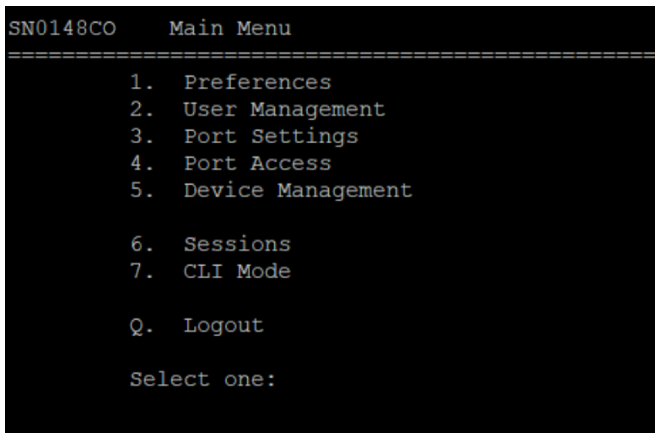 SN0148CO    Main Menu
================================================
1.  Preferences
2.  User Management
3.  Port Settings
4.  Port Access
5.  Device Management
6.  Sessions
7.  CLI Mode
Q.  Logout
Select one: